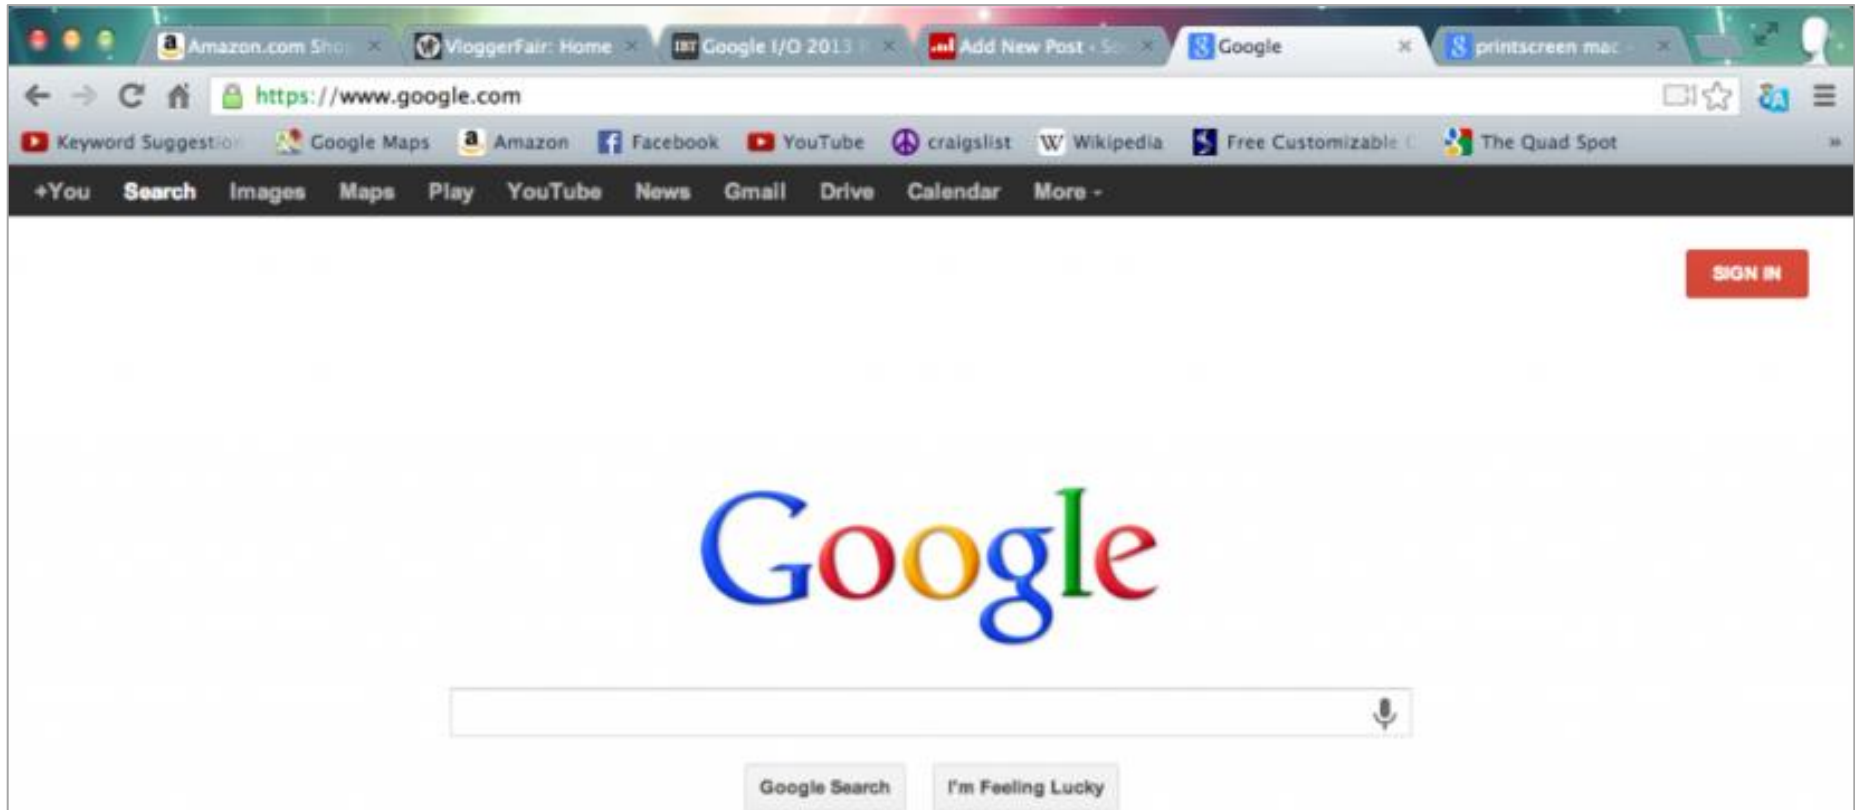 Amazon.com Sho VloggerFair: Home Google I/O 2013 Add New Post - Google printscreen mac -
https://www.google.com
Keyword Suggestion Google Maps Amazon Facebook YouTube craigslist Wikipedia Free Customizable The Quad Spot »
+You Search Images Maps Play YouTube News Gmail Drive Calendar More
SIGN IN
Google
Google Search I'm Feeling Lucky